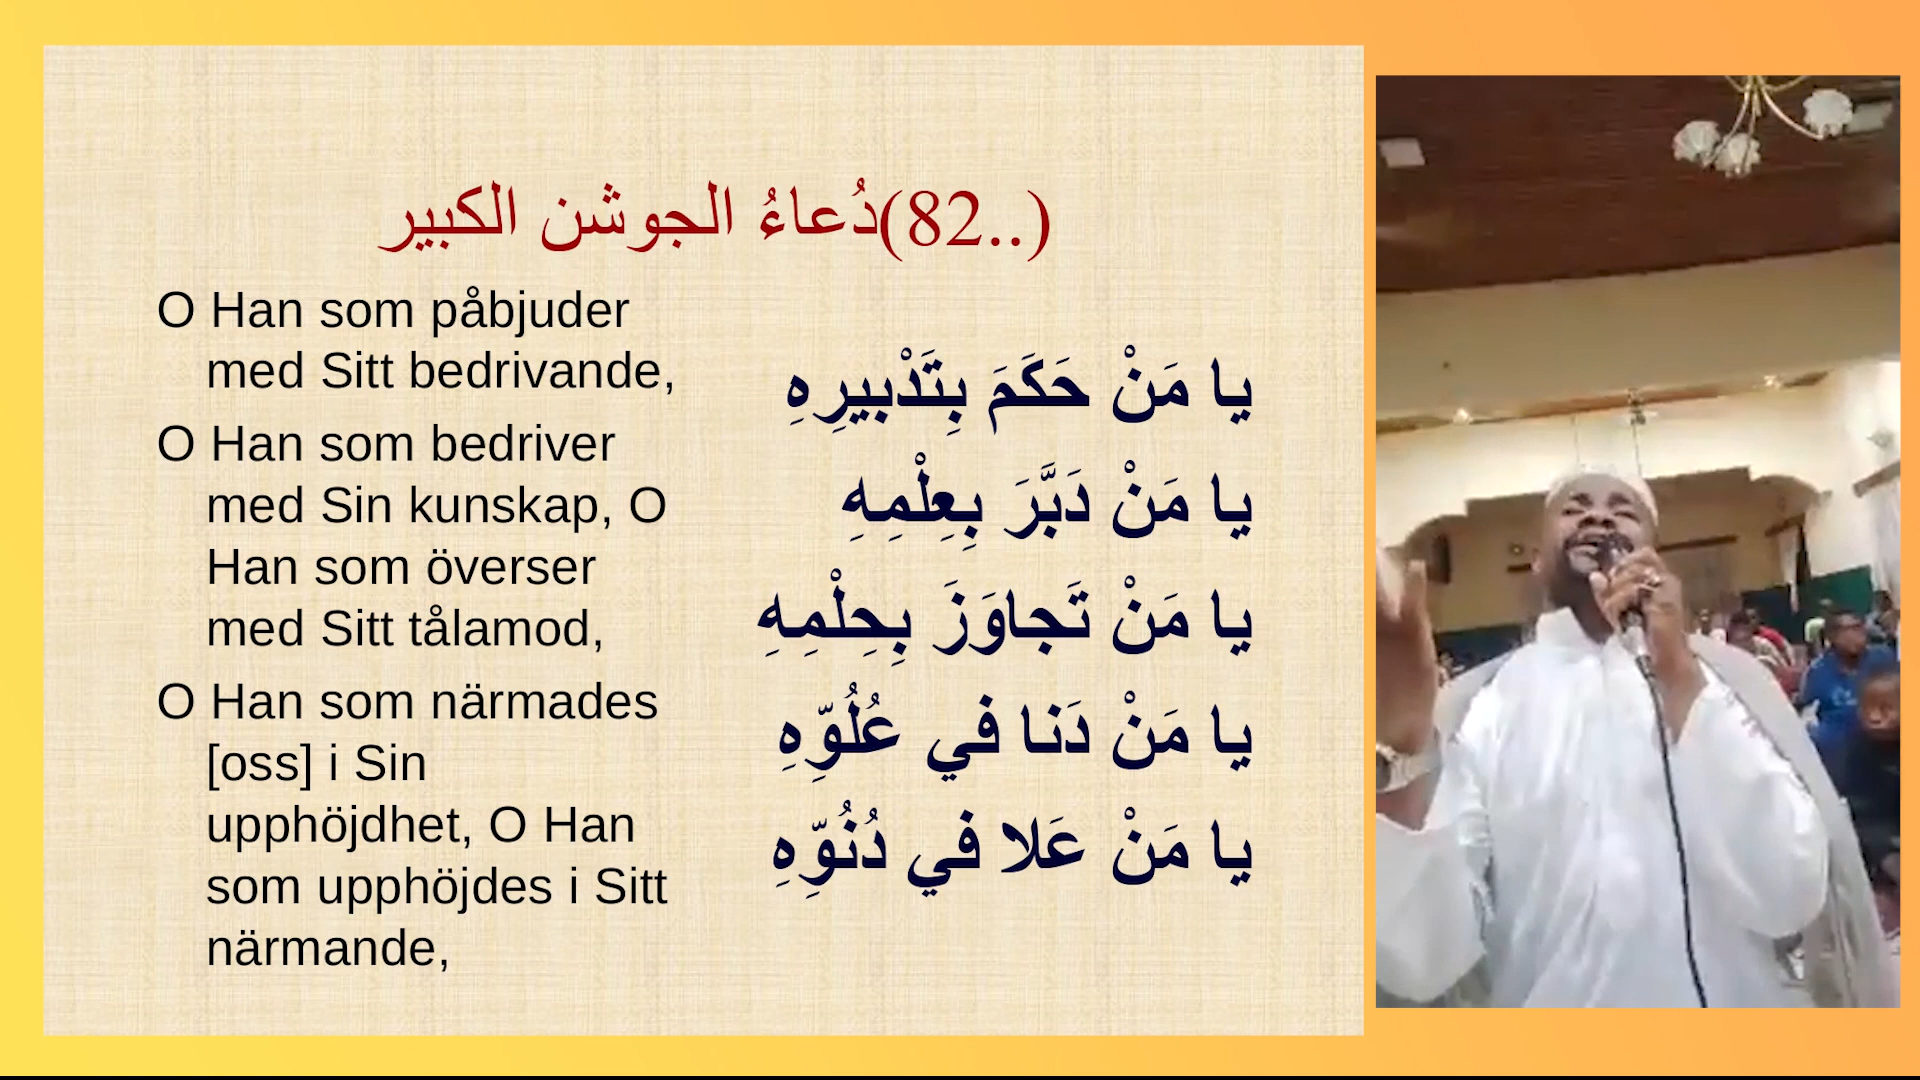 (..82)دُعاءُ الجوشن الكبير
O Han som påbjuder
med Sitt bedrivande,
O Han som bedriver
med Sin kunskap, O
Han som överser
med Sitt tålamod,
O Han som närmades
[oss] i Sin
upphöjdhet, O Han
som upphöjdes i Sitt
närmande,
يا مَنْ حَكَمَ بِتَدْبيرِهِ
يا مَنْ دَبَّرَ بِعِلْمِهِ
يا مَنْ تَجاوَزَ بِحِلْمِهِ
يا مَنْ دَنا في عُلُوِّهِ
يا مَنْ عَلا في دُنُوِّهِ